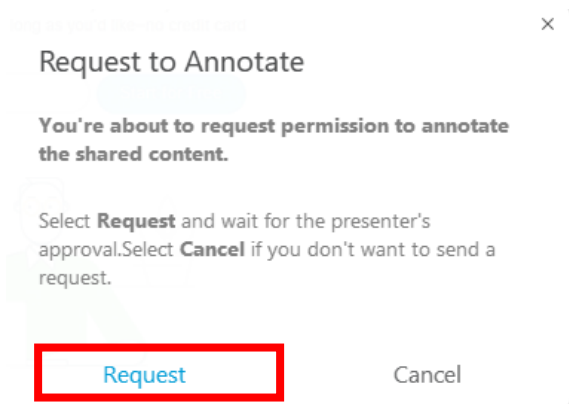 Request to Annotate
You're about to request permission to annotate
the shared content.
Select Request and wait for the presenter's
approval.Select Cancel if you don't want to send a
request.
Request
Cancel